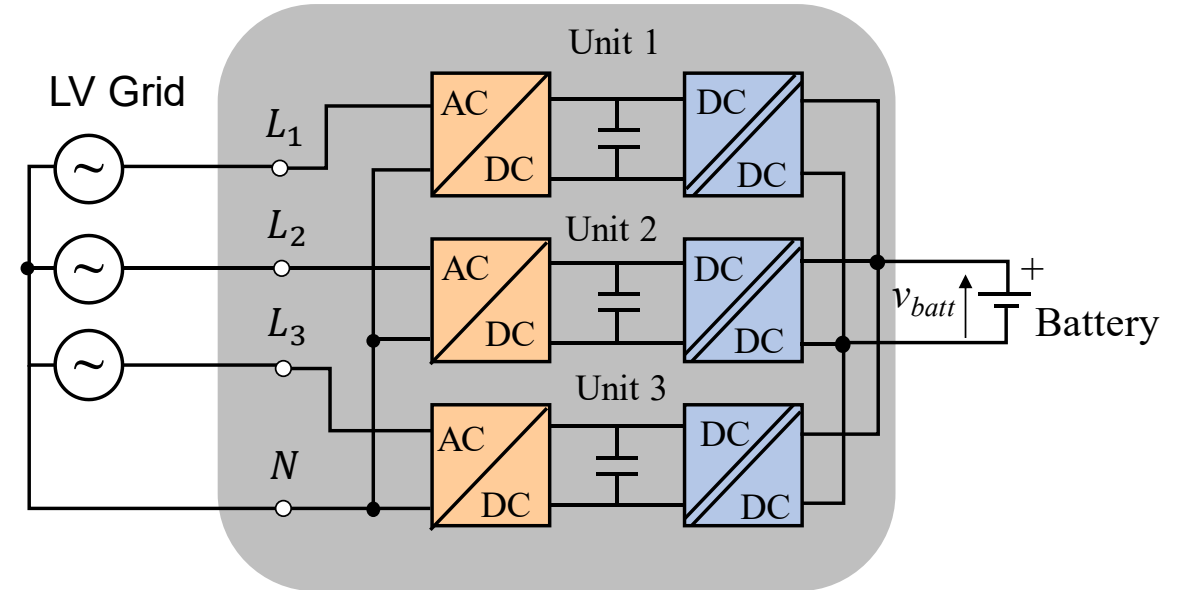 Unit 1
LV Grid
L₁
AC
DC
DC
DC
~
Unit 2
L₂
AC
DC
DC
DC
~
+
v_batt
Battery
L₃
Unit 3
~
AC
DC
DC
DC
N